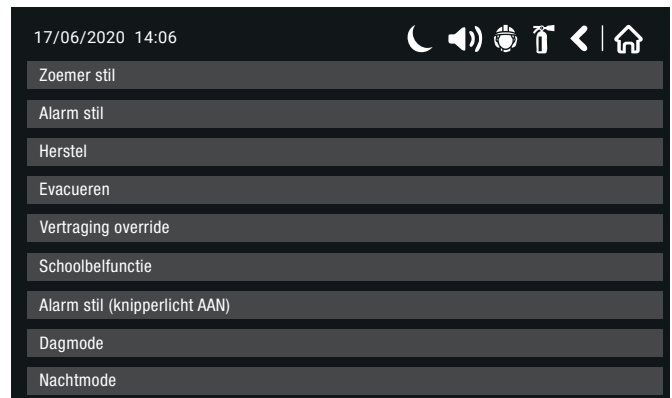 17/06/2020 14:06
Zoemer stil
Alarm stil
Herstel
Evacueren
Vertraging override
Schoolbelfunctie
Alarm stil (knipperlicht AAN)
Dagmode
Nachtmode